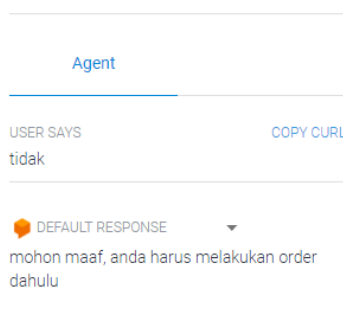 Agent
USER SAYS COPY CURL
tidak
DEFAULT RESPONSE
mohon maaf, anda harus melakukan order
dahulu